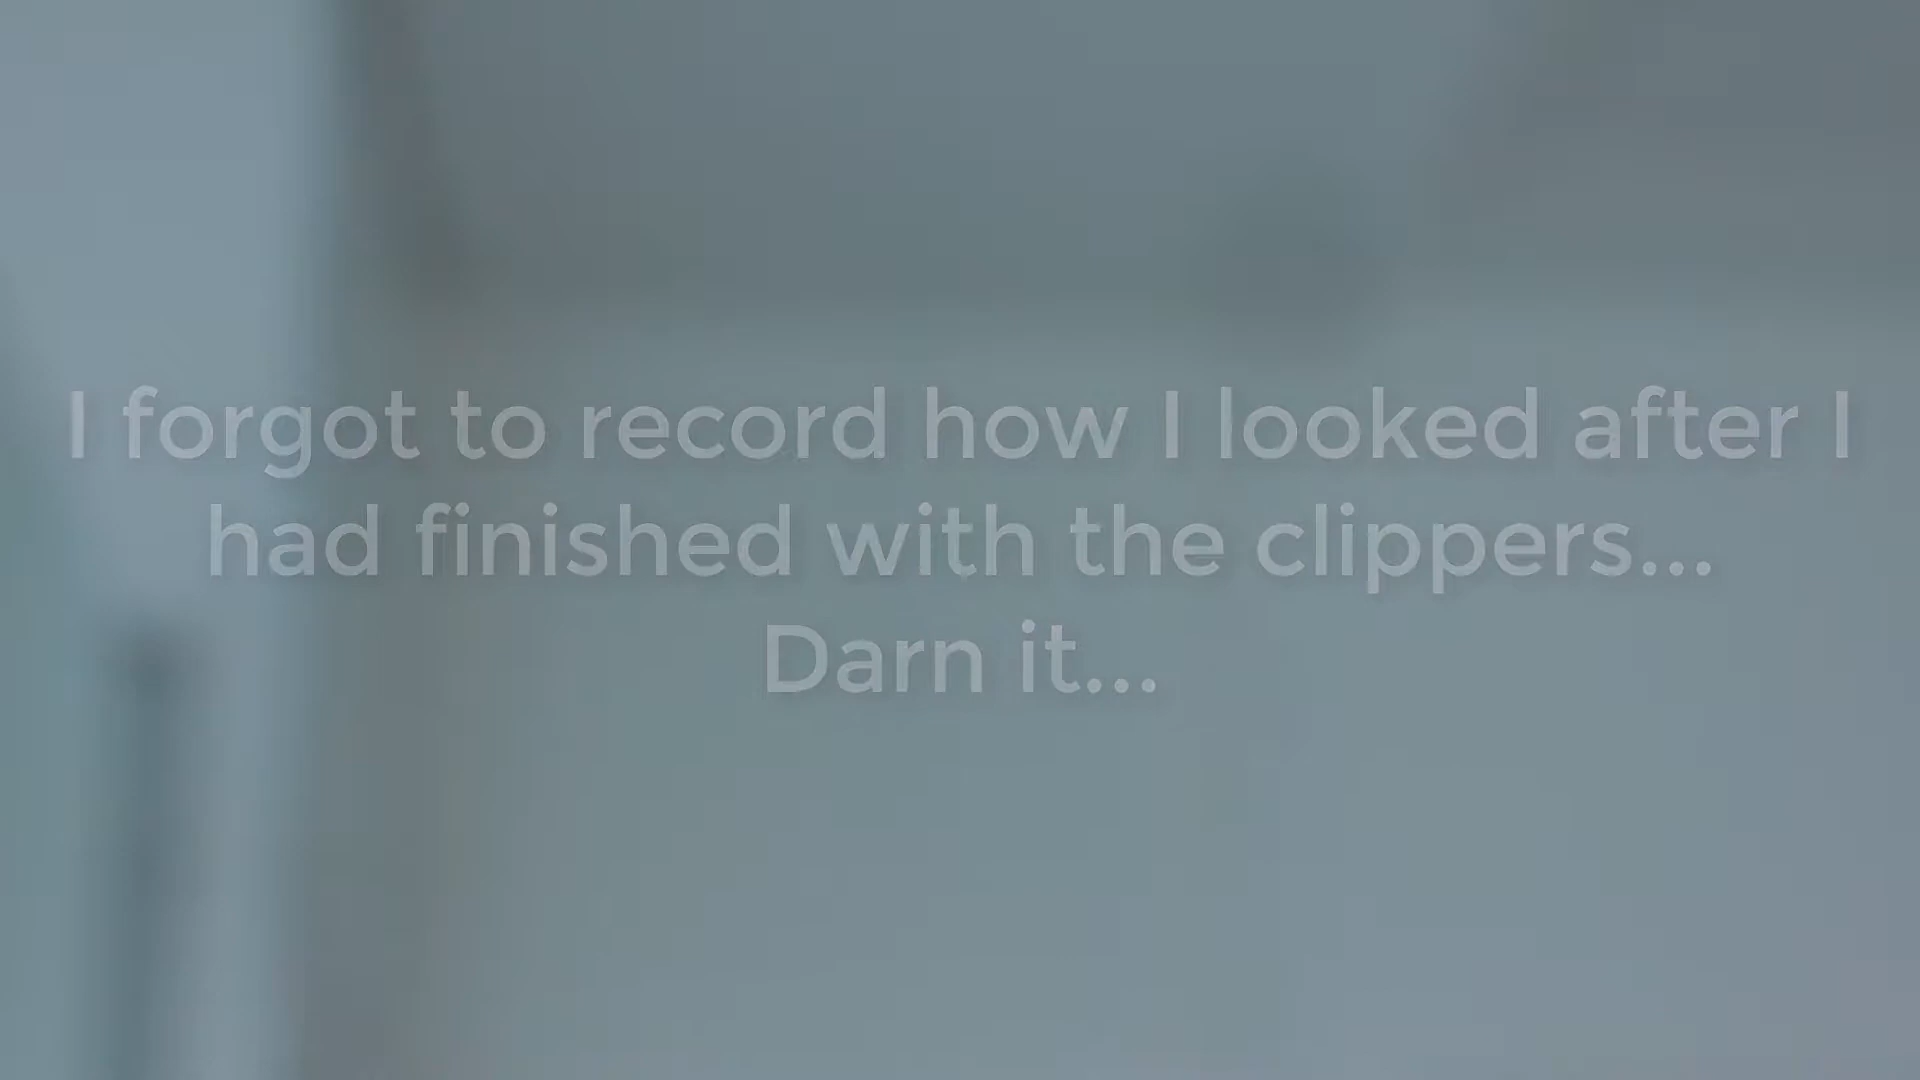 I forgot to record how I looked after I
had finished with the clippers...
Darn it...